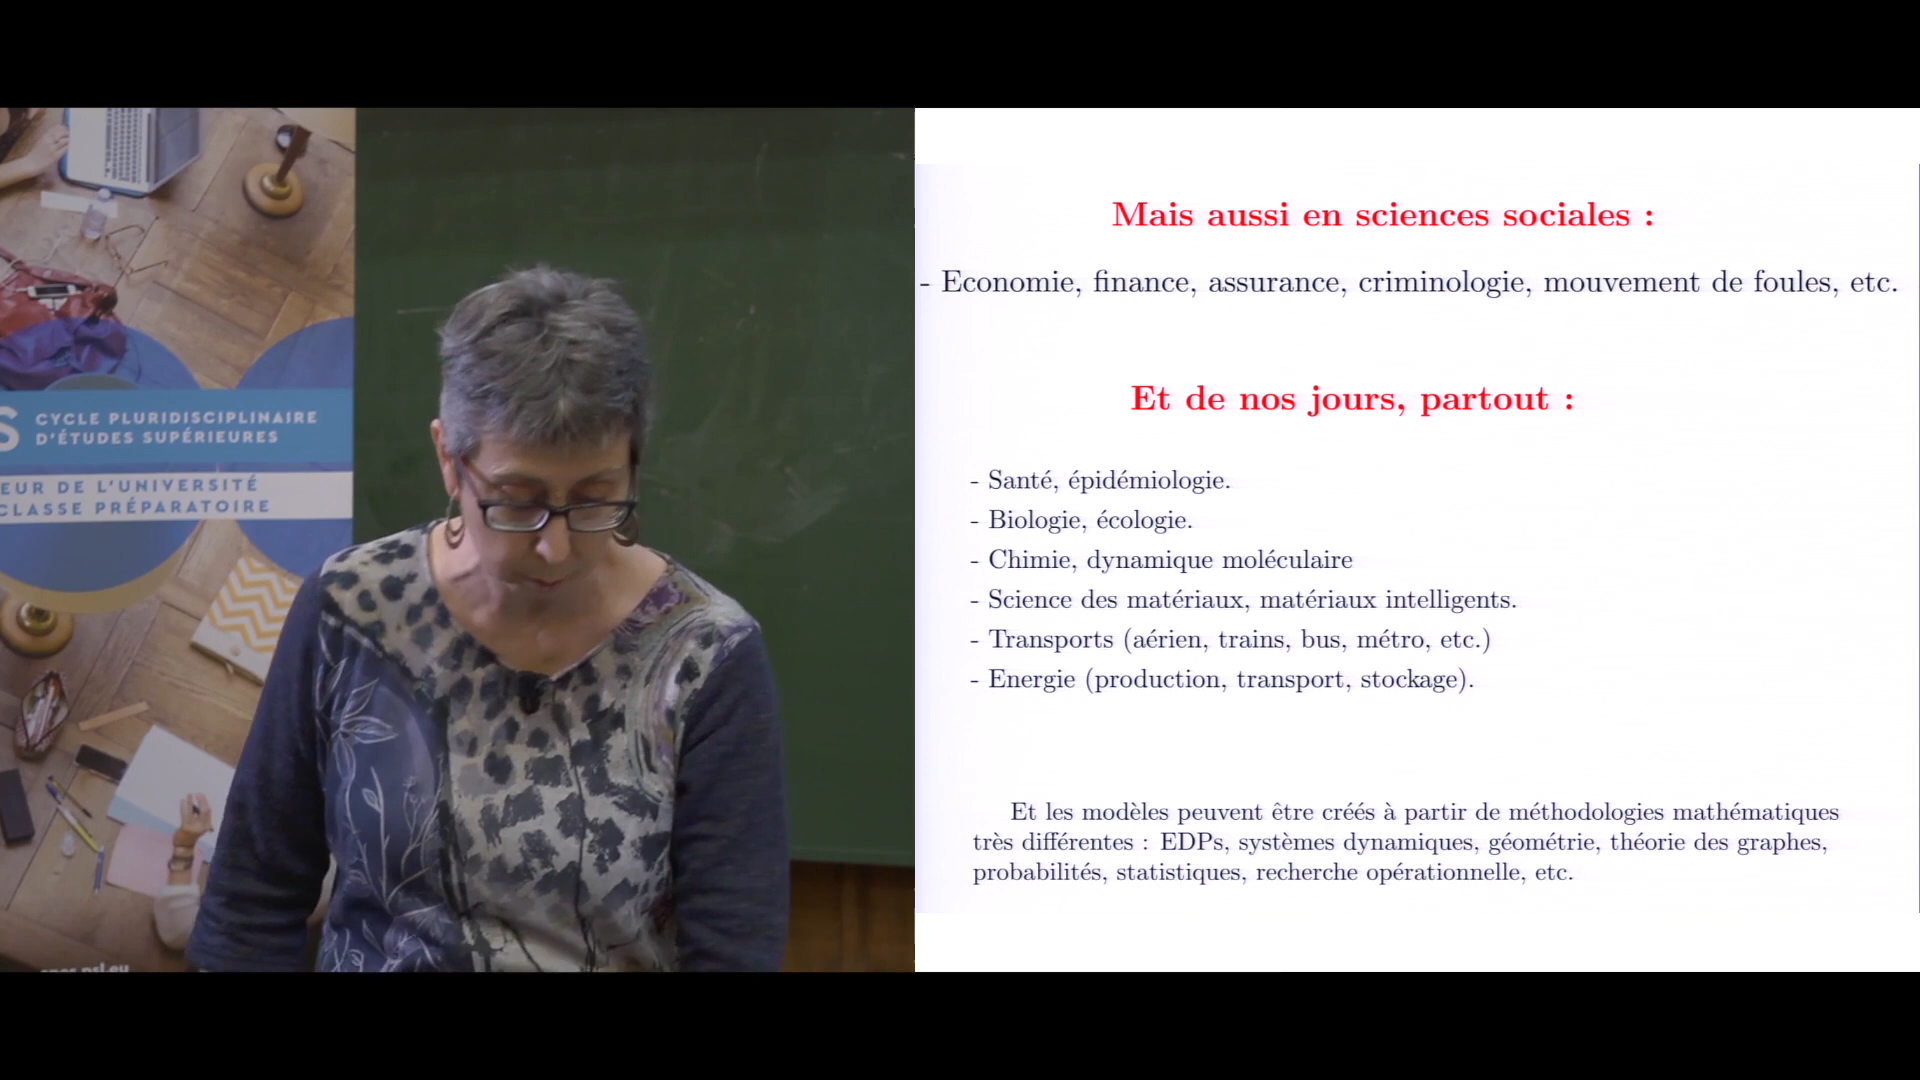 S CYCLE PLURIDISCIPLINAIRE
D'ÉTUDES SUPÉRIEURES
EUR DE L'UNIVERSITÉ
CLASSE PRÉPARATOIRE
Mais aussi en sciences sociales :
- Economie, finance, assurance, criminologie, mouvement de foules, etc.
Et de nos jours, partout :
- Santé, épidémiologie.
- Biologie, écologie.
- Chimie, dynamique moléculaire
- Science des matériaux, matériaux intelligents.
- Transports (aérien, trains, bus, métro, etc.)
- Energie (production, transport, stockage).
Et les modèles peuvent être créés à partir de méthodologies mathématiques
très différentes : EDPs, systèmes dynamiques, géométrie, théorie des graphes,
probabilités, statistiques, recherche opérationnelle, etc.